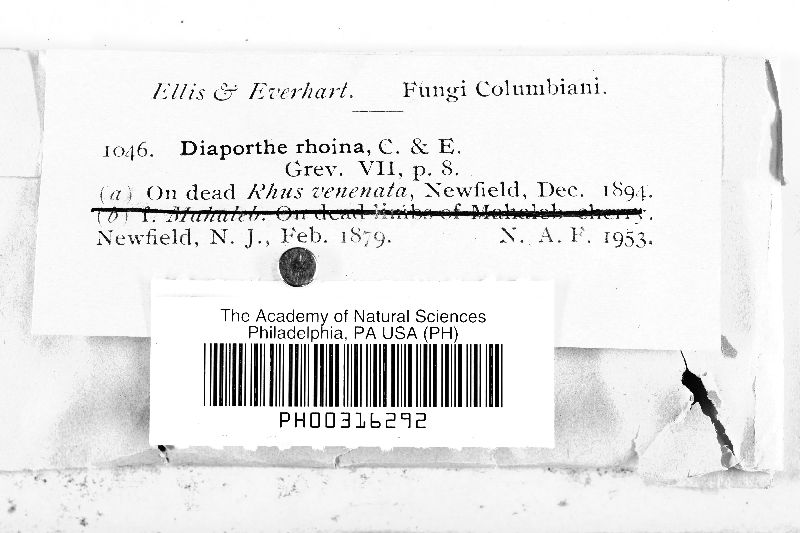 Ellis & Everhart. Fungi Columbiani.
1046. Diaporthe rhoina, C. & E.
Grev. VII, p. 8.
(a) On dead Rhus venenata, Newfield, Dec. 1894.
(b) f. Mahaleb. On dead limbs of Mahaleb cherry.
Newfield, N. J., Feb. 1879. N. A. F. 1953.
The Academy of Natural Sciences
Philadelphia, PA USA (PH)
PH00316292